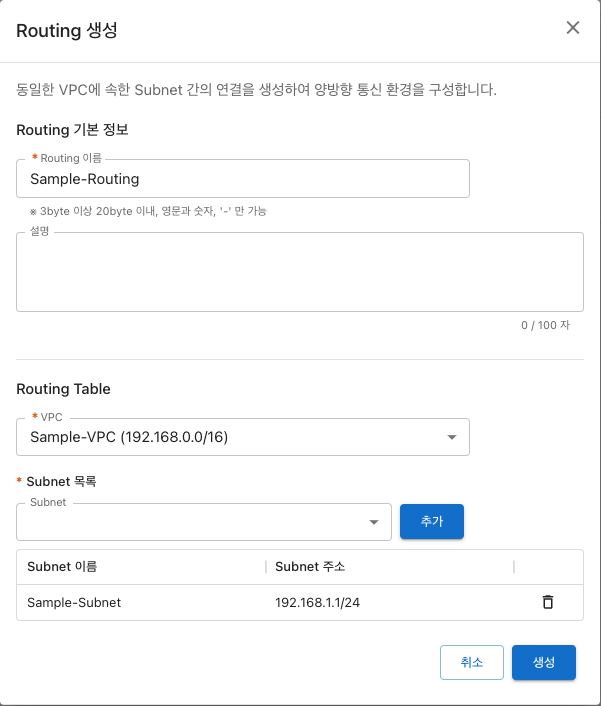 Routing 생성
동일한 VPC에 속한 Subnet 간의 연결을 생성하여 양방향 통신 환경을 구성합니다.
Routing 기본 정보
* Routing 이름
Sample-Routing
※ 3byte 이상 20byte 이내, 영문과 숫자, '-' 만 가능
설명
0 / 100 자
Routing Table
* VPC
Sample-VPC (192.168.0.0/16)
* Subnet 목록
Subnet
추가
Subnet 이름 Subnet 주소
Sample-Subnet 192.168.1.1/24
취소 생성